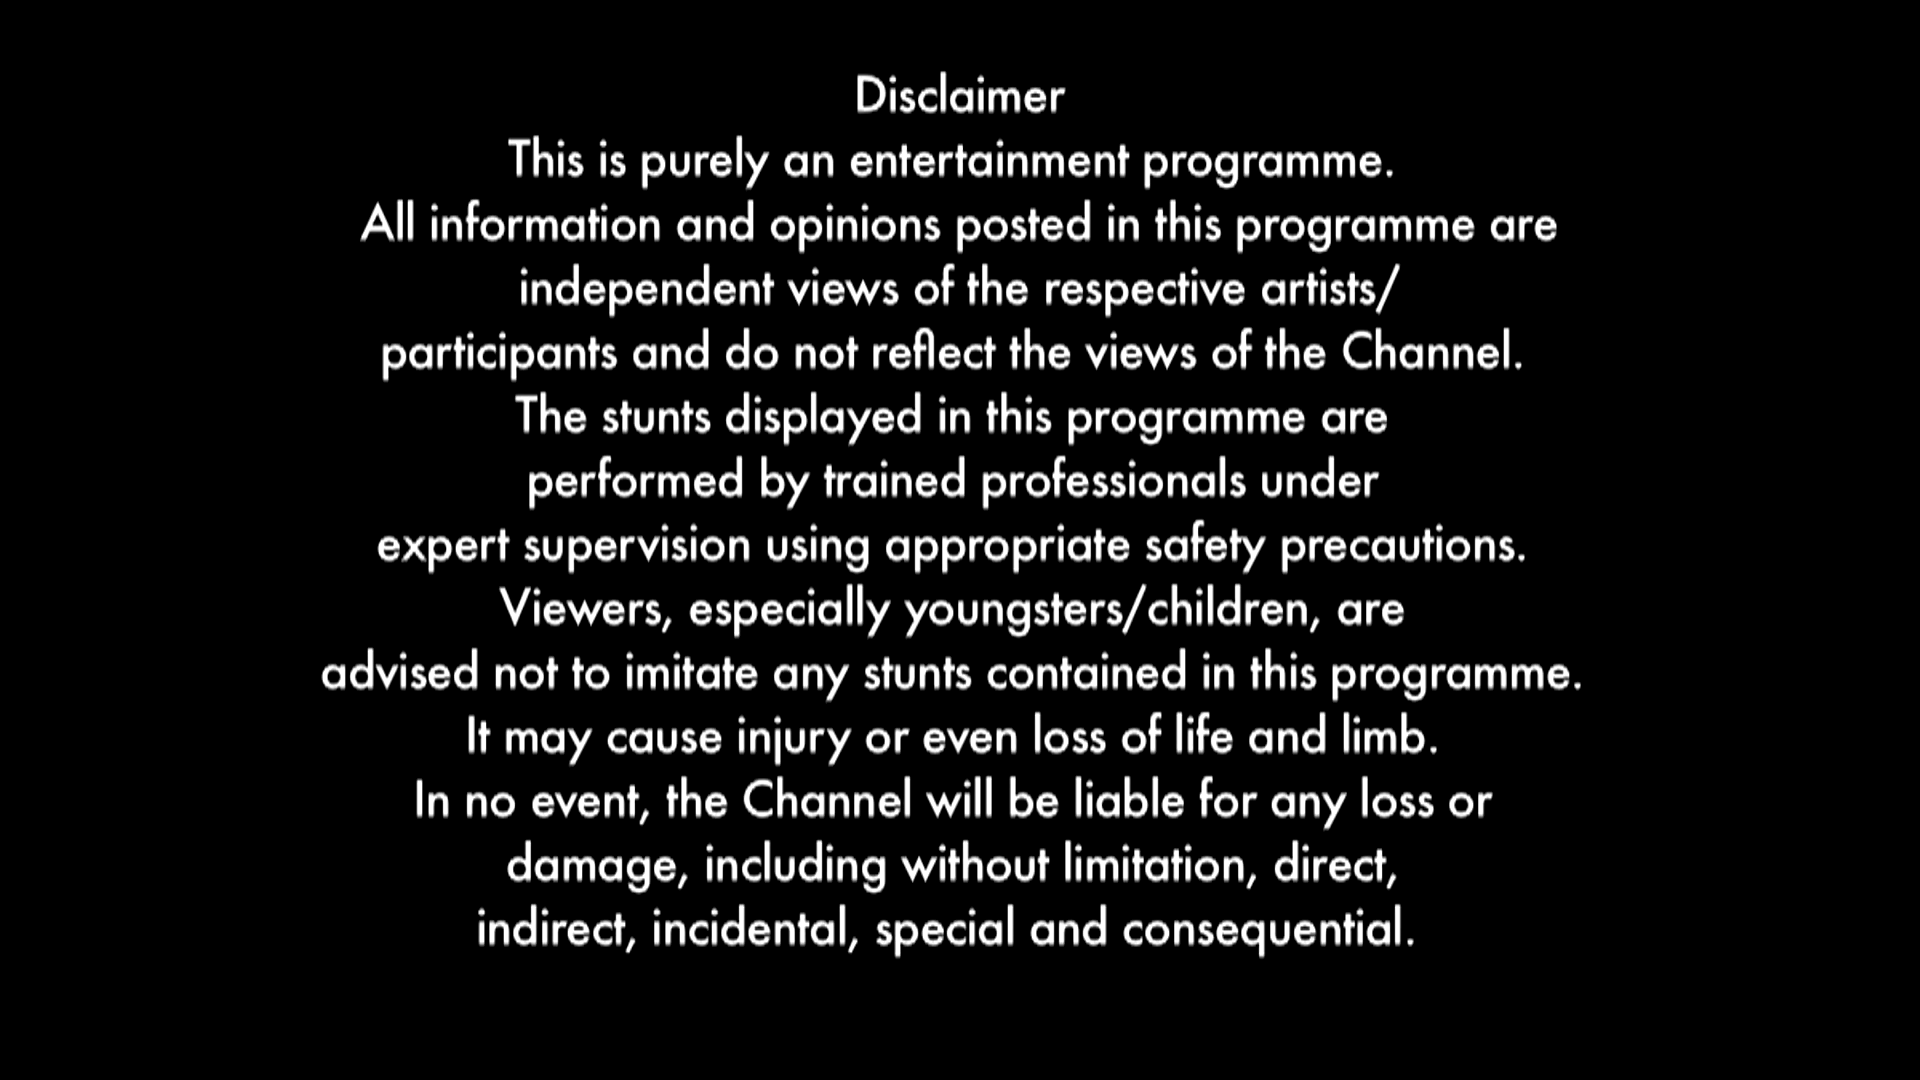 Disclaimer
This is purely an entertainment programme.
All information and opinions posted in this programme are
independent views of the respective artists/
participants and do not reflect the views of the Channel.
The stunts displayed in this programme are
performed by trained professionals under
expert supervision using appropriate safety precautions.
Viewers, especially youngsters/children, are
advised not to imitate any stunts contained in this programme.
It may cause injury or even loss of life and limb.
In no event, the Channel will be liable for any loss or
damage, including without limitation, direct,
indirect, incidental, special and consequential.